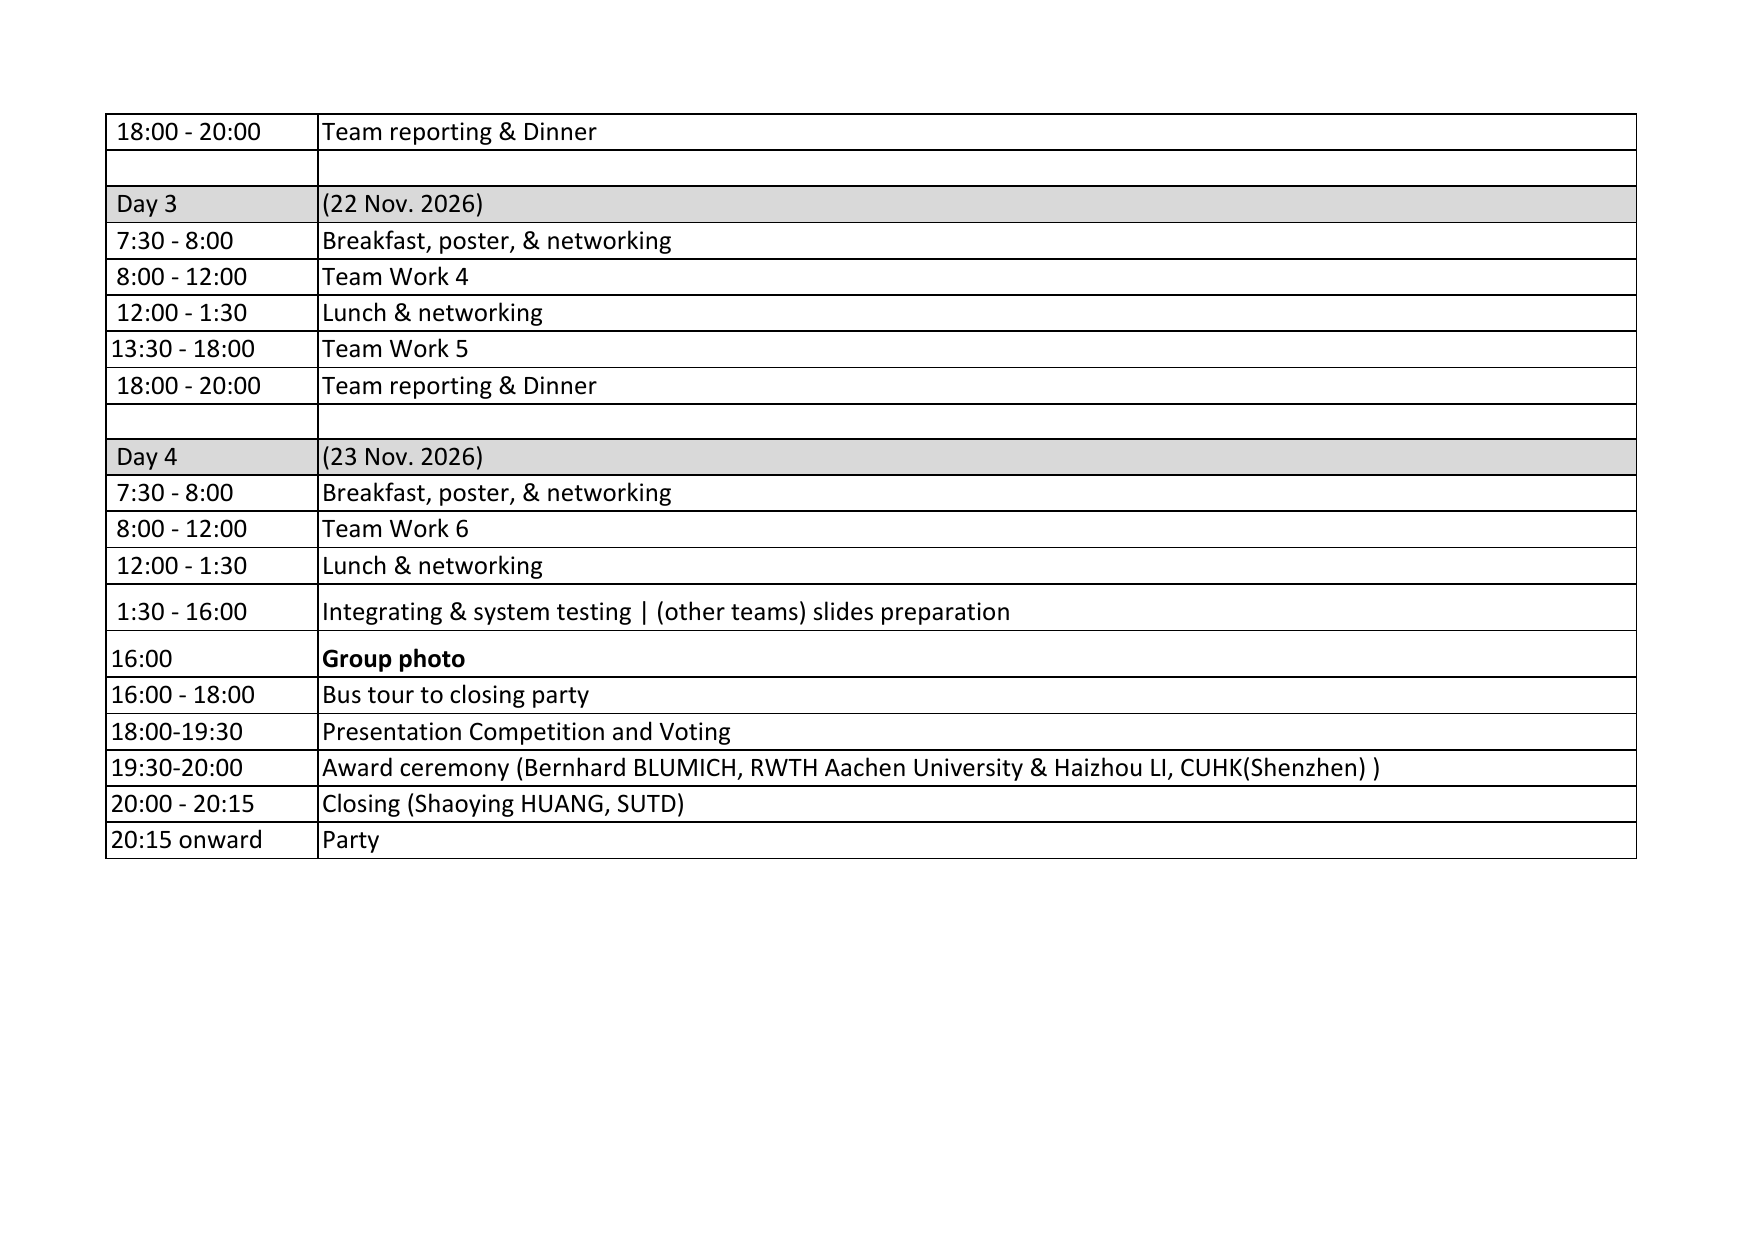 18:00 - 20:00 Team reporting & Dinner
Day 3 (22 Nov. 2026)
7:30 - 8:00 Breakfast, poster, & networking
8:00 - 12:00 Team Work 4
12:00 - 1:30 Lunch & networking
13:30 - 18:00 Team Work 5
18:00 - 20:00 Team reporting & Dinner
Day 4 (23 Nov. 2026)
7:30 - 8:00 Breakfast, poster, & networking
8:00 - 12:00 Team Work 6
12:00 - 1:30 Lunch & networking
1:30 - 16:00 Integrating & system testing | (other teams) slides preparation
16:00 Group photo
16:00 - 18:00 Bus tour to closing party
18:00-19:30 Presentation Competition and Voting
19:30-20:00 Award ceremony (Bernhard BLUMICH, RWTH Aachen University & Haizhou LI, CUHK(Shenzhen) )
20:00 - 20:15 Closing (Shaoying HUANG, SUTD)
20:15 onward Party